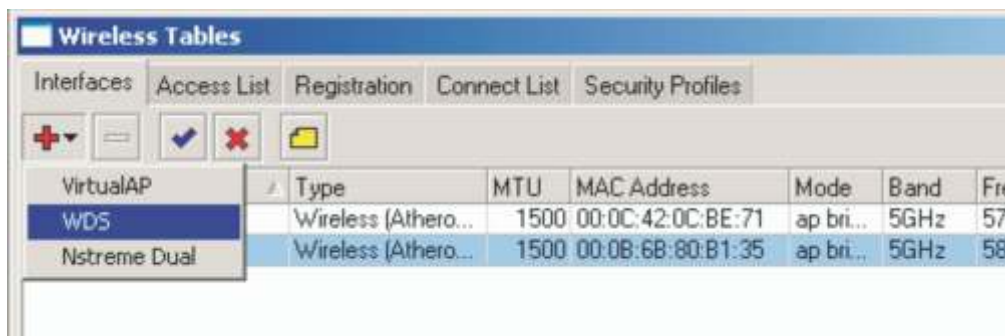 Wireless Tables
Interfaces Access List Registration Connect List Security Profiles
Type MTU MAC Address Mode Band
VirtualAP
Wireless (Athero... 1500 00:0C:42:0C:BE:71 ap bri... 5GHz 57
WDS
Wireless (Athero... 1500 00:0B:6B:80:B1:35 ap bri... 5GHz 58
Nstreme Dual